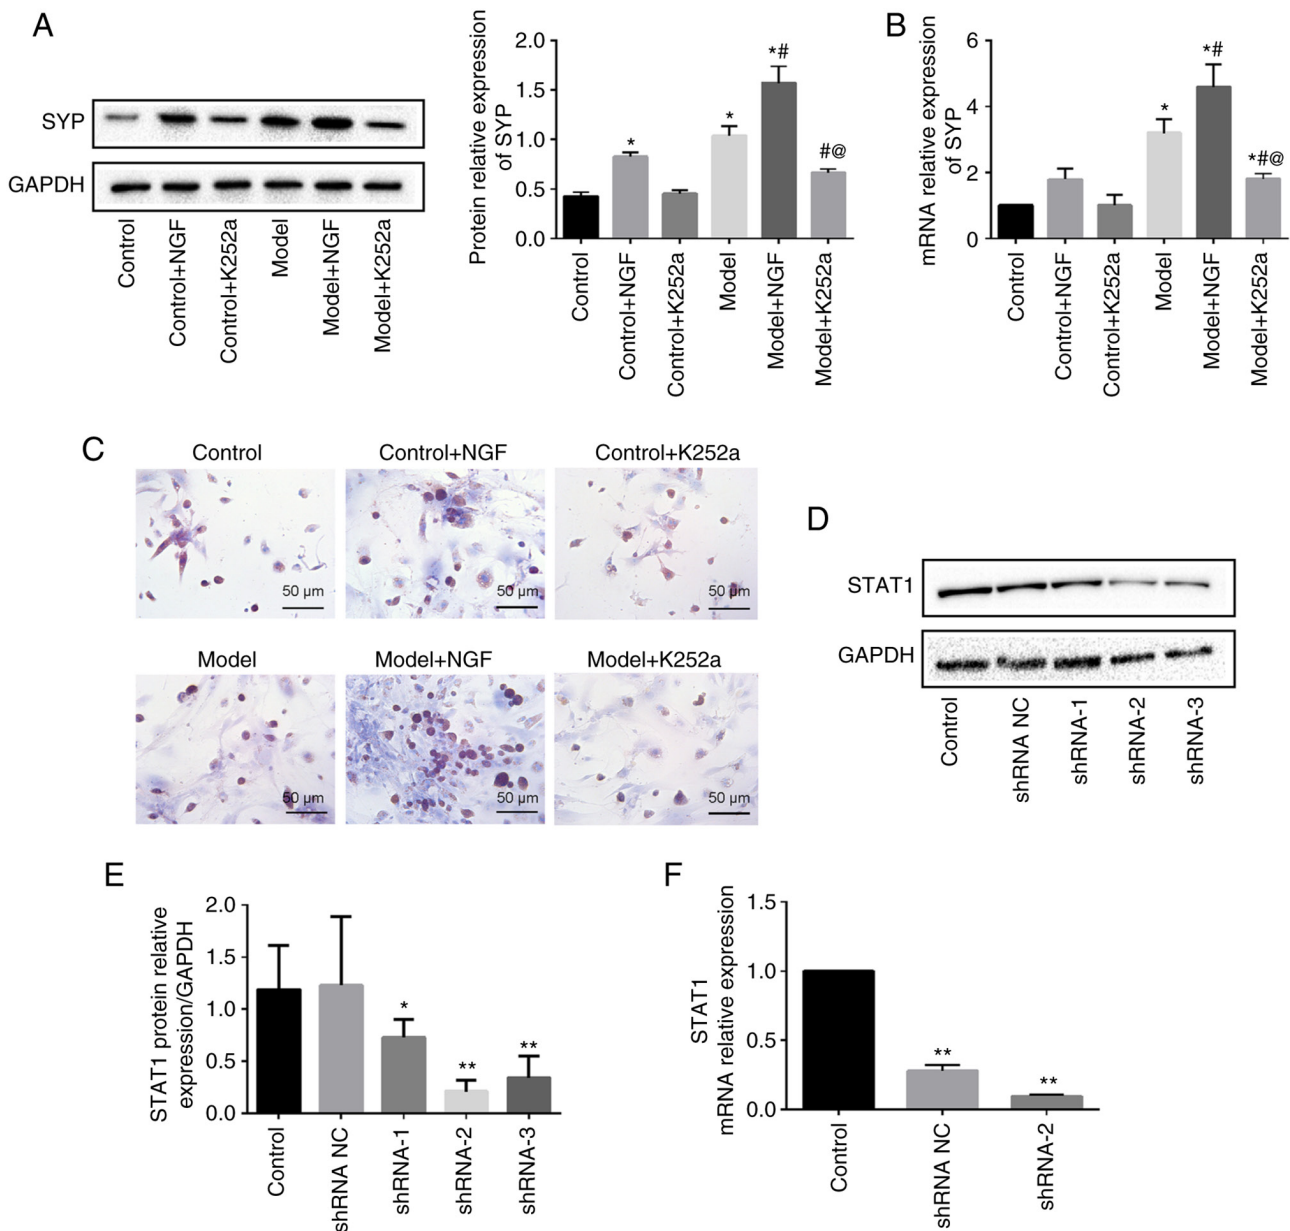 A
SYP
GAPDH
Control
Control+NGF
Control+K252a
Model
Model+NGF
Model+K252a
Protein relative expression
of SYP
2.0
1.5
1.0
0.5
0.0
*
*
*#
#@
Control
Control+NGF
Control+K252a
Model
Model+NGF
Model+K252a
B
mRNA relative expression
of SYP
6
4
2
0
*
*#
*#@
Control
Control+NGF
Control+K252a
Model
Model+NGF
Model+K252a
C
Control
Control+NGF
Control+K252a
50 µm
50 µm
50 µm
Model
Model+NGF
Model+K252a
50 µm
50 µm
50 µm
D
STAT1
GAPDH
Control
shRNA NC
shRNA-1
shRNA-2
shRNA-3
E
STAT1 protein relative
expression/GAPDH
2.0
1.5
1.0
0.5
0.0
*
**
**
Control
shRNA NC
shRNA-1
shRNA-2
shRNA-3
F
STAT1
mRNA relative expression
1.5
1.0
0.5
0.0
**
**
Control
shRNA NC
shRNA-2